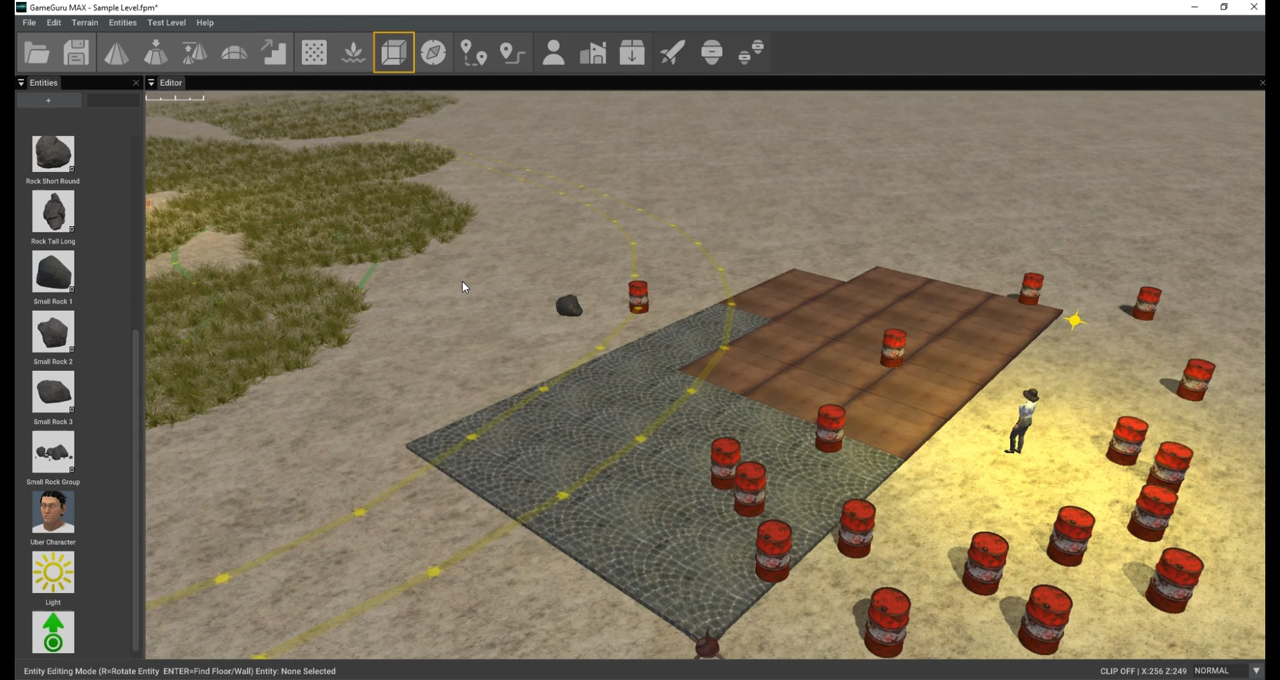 GameGuru MAX - Sample Level.fpm*
File Edit Terrain Entities Test Level Help
Entities
Editor
+
Rock Short Round
Rock Tall Long
Small Rock 1
Small Rock 2
Small Rock 3
Small Rock Group
Uber Character
Light
Entity Editing Mode (R=Rotate Entity ENTER=Find Floor/Wall) Entity: None Selected
CLIP OFF | X:256 Z:249 NORMAL